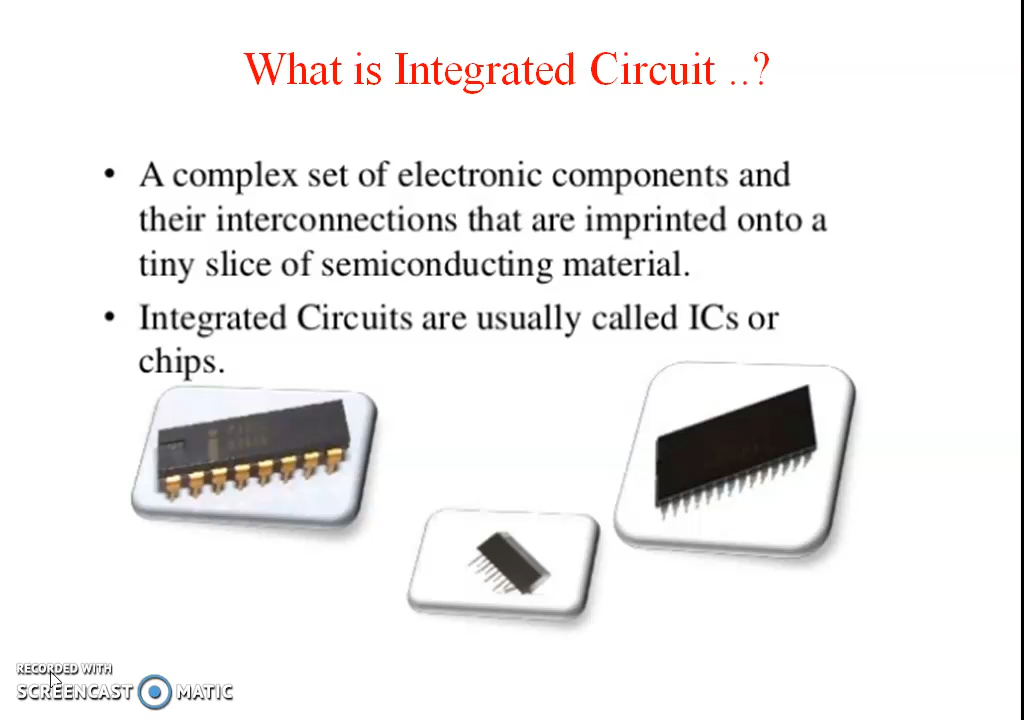 What is Integrated Circuit ..?
• A complex set of electronic components and
their interconnections that are imprinted onto a
tiny slice of semiconducting material.
• Integrated Circuits are usually called ICs or
chips.
RECORDED WITH
SCREENCAST MATIC